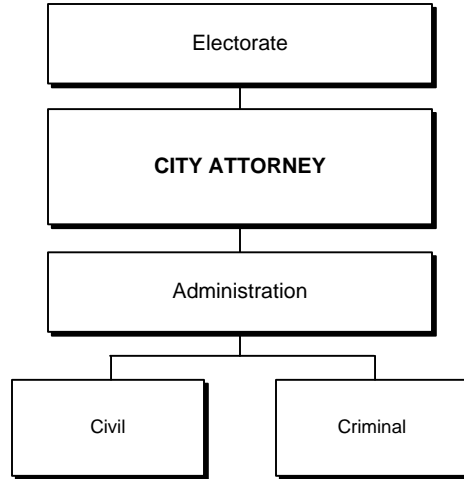 Electorate
CITY ATTORNEY
Administration
Civil
Criminal